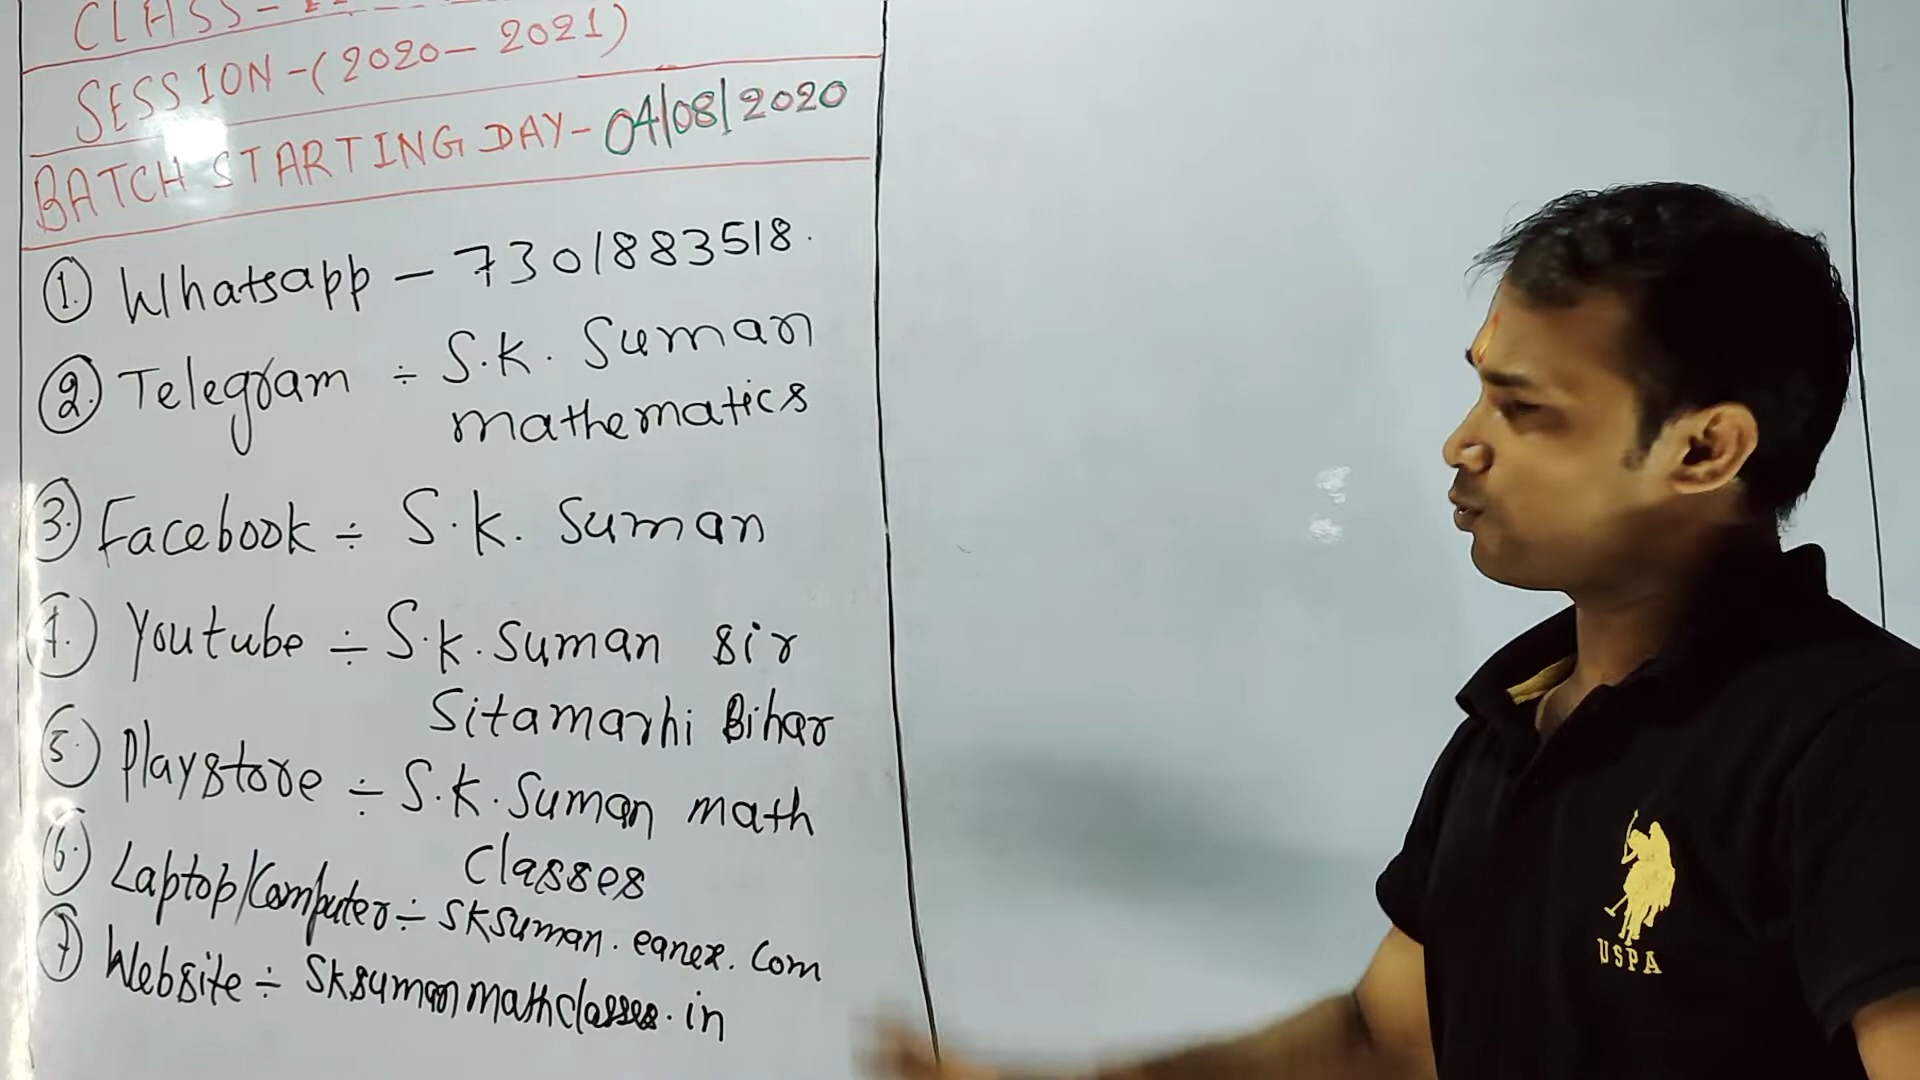 CLASS-
SESSION-(2020-2021)
BATCH STARTING DAY-04/08/2020
1. Whatsapp - 7301883518.
2. Telegram ÷ S.K. Suman
mathematics
3. Facebook ÷ S.K. Suman
4. Youtube ÷ S.K. Suman sir
Sitamarhi Bihar
5. Playstore ÷ S.K. Suman math
Classes
6. Laptop/Computer ÷ sksuman.eanex.com
7 Website ÷ Sksumanmathclasses.in
USPA